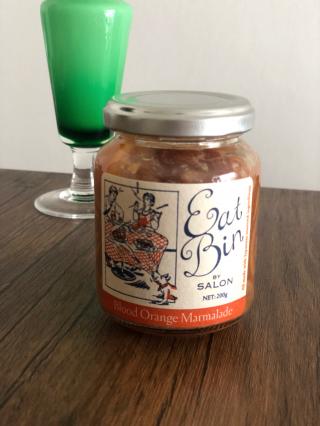 Eat
Bin
BY
SALON
NET: 200g
Blood Orange Marmalade